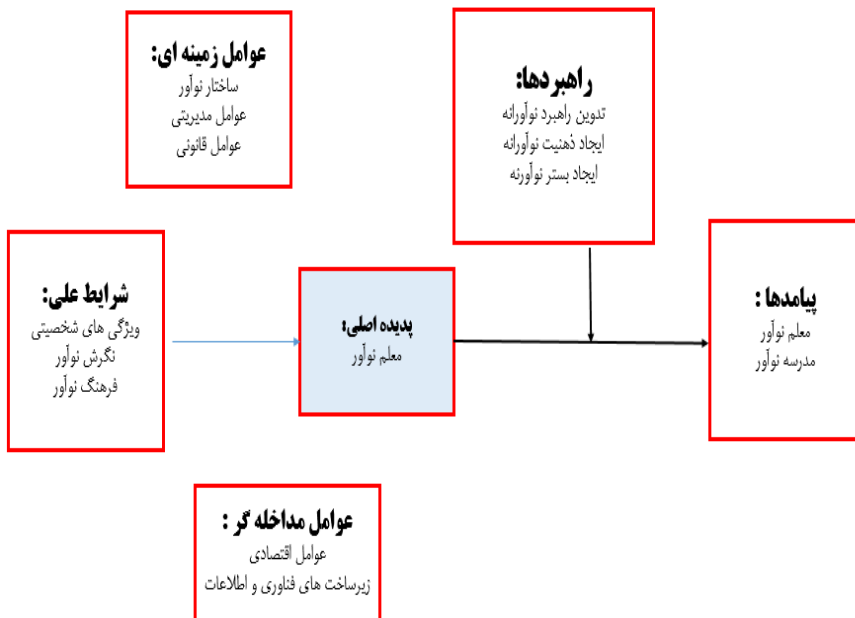 عوامل زمینه ای:
ساختار نوآور
عوامل مدیریتی
عوامل قانونی
راهبردها:
تدوین راهبرد نوآورانه
ایجاد ذهنیت نوآورانه
ایجاد بستر نوآورنه
شرایط علی:
ویژگی های شخصیتی
نگرش نوآور
فرهنگ نوآور
پدیده اصلی:
معلم نوآور
پیامدها :
معلم نوآور
مدرسه نوآور
عوامل مداخله گر :
عوامل اقتصادی
زیرساخت های فناوری و اطلاعات